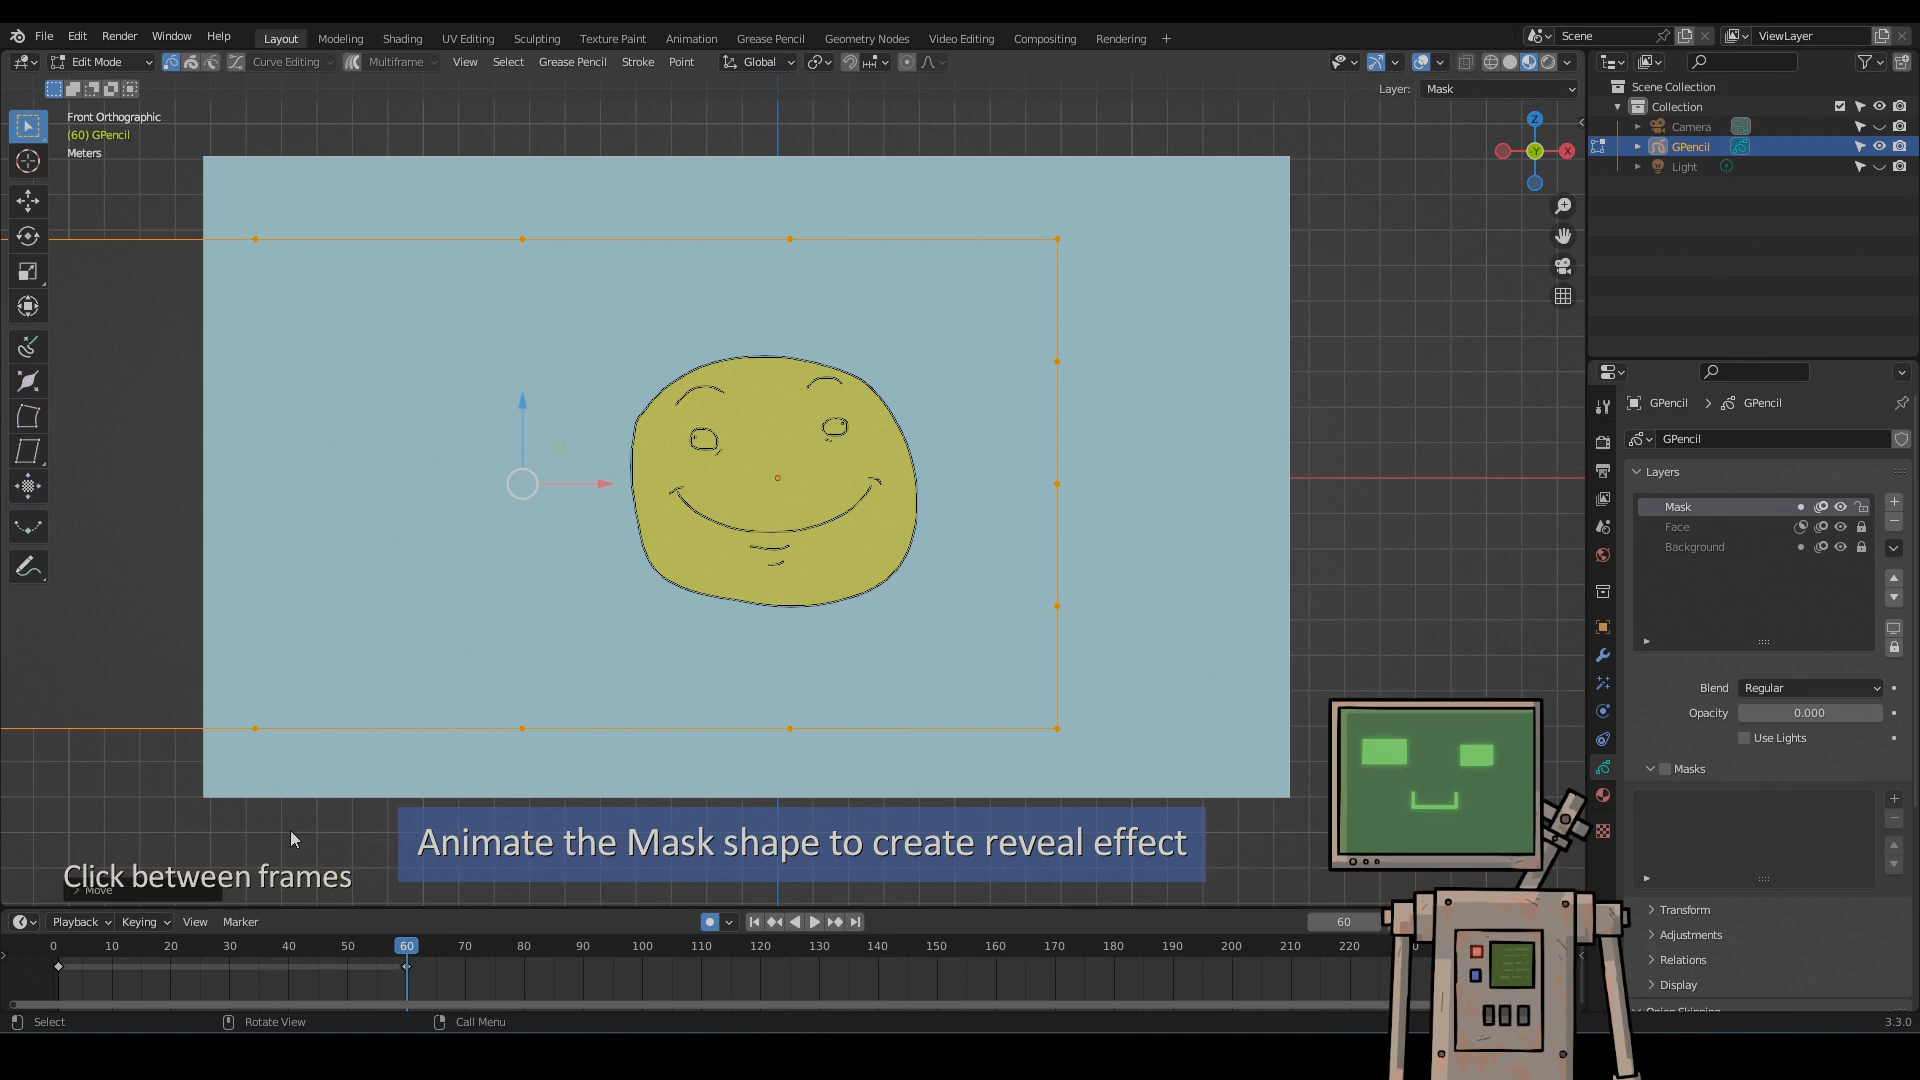 File Edit Render Window Help Layout Modeling Shading UV Editing Sculpting Texture Paint Animation Grease Pencil Geometry Nodes Video Editing Compositing Rendering + Scene ViewLayer
Edit Mode Curve Editing Multiframe View Select Grease Pencil Stroke Point Global
Layer: Mask
Front Orthographic
(60) GPencil
Meters
Z
Y
X
Scene Collection
Collection
Camera
GPencil
Light
GPencil > GPencil
GPencil
Layers
Mask
Face
Background
Blend Regular
Opacity 0.000
Use Lights
Masks
Transform
Adjustments
Relations
Display
Onion Skinning
Animate the Mask shape to create reveal effect
Click between frames
Move
Playback Keying View Marker 60
0 10 20 30 40 50 60 70 80 90 100 110 120 130 140 150 160 170 180 190 200 210 220
Select Rotate View Call Menu 3.3.0